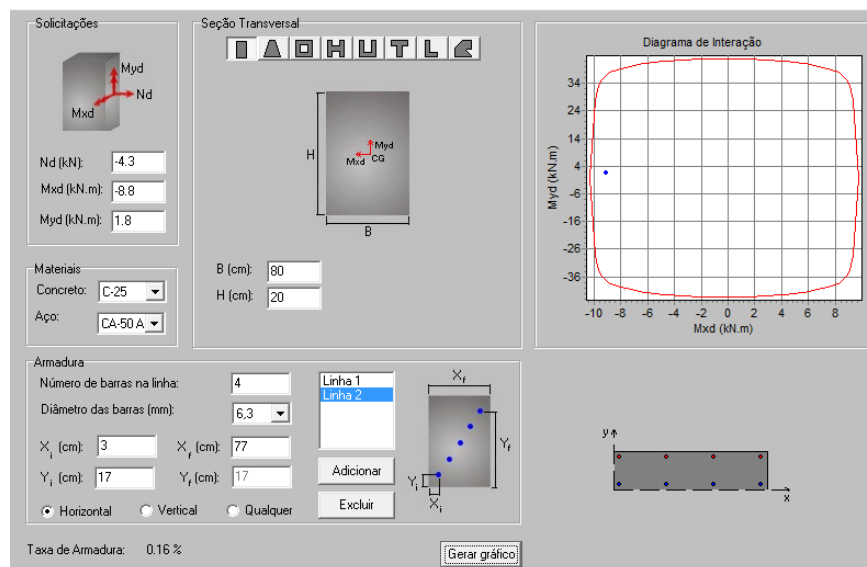 Solicitações
Myd
Nd
Mxd
Nd (kN): -4.3
Mxd (kN.m): -8.8
Myd (kN.m): 1.8
Materiais
Concreto: C-25
Aço: CA-50 A
Seção Transversal
H
Myd
Mxd CG
B
B (cm): 80
H (cm): 20
Diagrama de Interação
Myd (kN.m)
34
24
14
4
-6
-16
-26
-36
-10 -8 -6 -4 -2 0 2 4 6 8
Mxd (kN.m)
Armadura
Número de barras na linha: 4
Diâmetro das barras (mm): 6,3
Xi (cm): 3 Xf (cm): 77
Yi (cm): 17 Yf (cm): 17
Horizontal Vertical Qualquer
Linha 1
Linha 2
Adicionar
Excluir
Xf
Yf
Yi
Xi
y
x
Taxa de Armadura: 0.16 %
Gerar gráfico